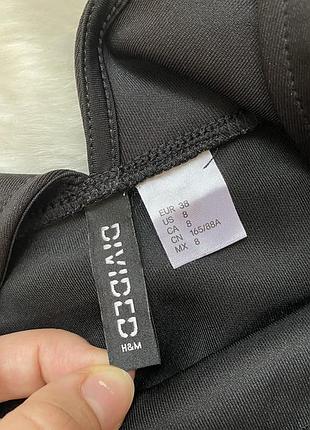 DIVIDED
H&M
EUR 38
US 8
CA 8
CN 165/88A
MX 8